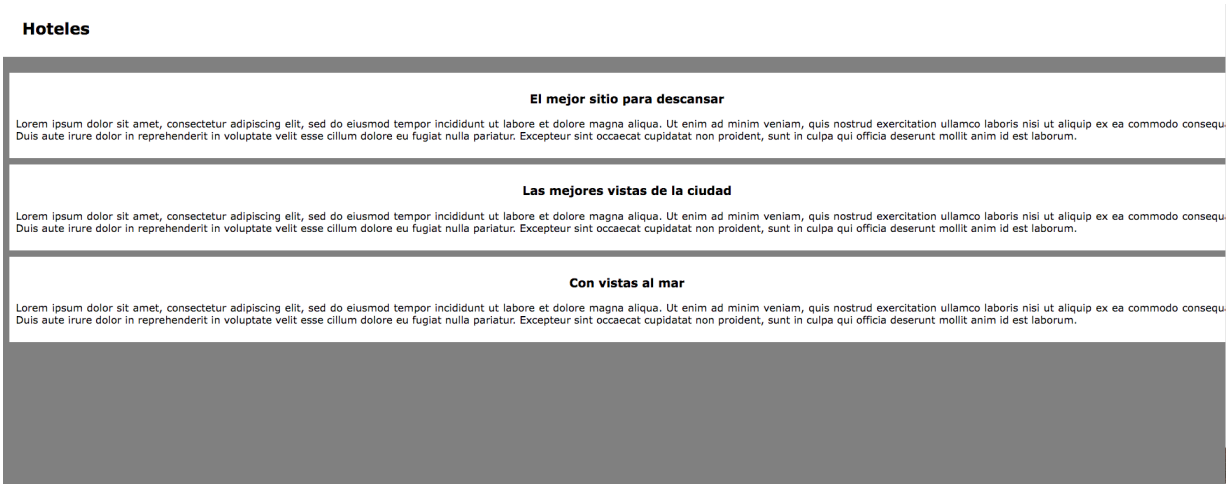 Hoteles
El mejor sitio para descansar
Lorem ipsum dolor sit amet, consectetur adipiscing elit, sed do eiusmod tempor incididunt ut labore et dolore magna aliqua. Ut enim ad minim veniam, quis nostrud exercitation ullamco laboris nisi ut aliquip ex ea commodo
Duis aute irure dolor in reprehenderit in voluptate velit esse cillum dolore eu fugiat nulla pariatur. Excepteur sint occaecat cupidatat non proident, sunt in culpa qui officia deserunt mollit anim id est laborum.
Las mejores vistas de la ciudad
Lorem ipsum dolor sit amet, consectetur adipiscing elit, sed do eiusmod tempor incididunt ut labore et dolore magna aliqua. Ut enim ad minim veniam, quis nostrud exercitation ullamco laboris nisi ut aliquip ex ea commodo
Duis aute irure dolor in reprehenderit in voluptate velit esse cillum dolore eu fugiat nulla pariatur. Excepteur sint occaecat cupidatat non proident, sunt in culpa qui officia deserunt mollit anim id est laborum.
Con vistas al mar
Lorem ipsum dolor sit amet, consectetur adipiscing elit, sed do eiusmod tempor incididunt ut labore et dolore magna aliqua. Ut enim ad minim veniam, quis nostrud exercitation ullamco laboris nisi ut aliquip ex ea commodo
Duis aute irure dolor in reprehenderit in voluptate velit esse cillum dolore eu fugiat nulla pariatur. Excepteur sint occaecat cupidatat non proident, sunt in culpa qui officia deserunt mollit anim id est laborum.